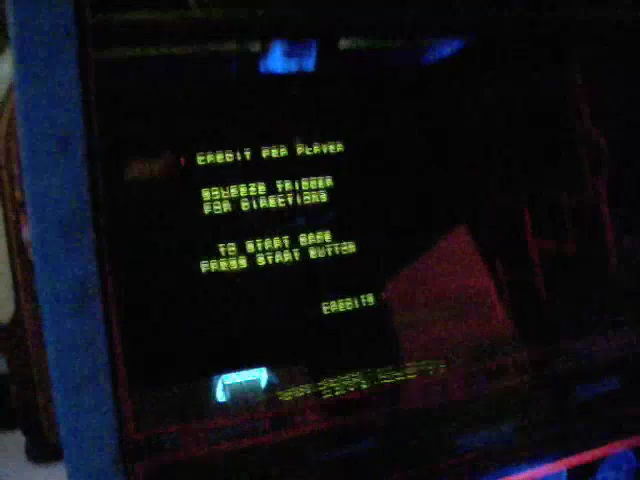 CREDIT PER PLAYER
SQUEEZE TRIGGER
FOR DIRECTIONS
TO START GAME
PRESS START BUTTON
CREDITS